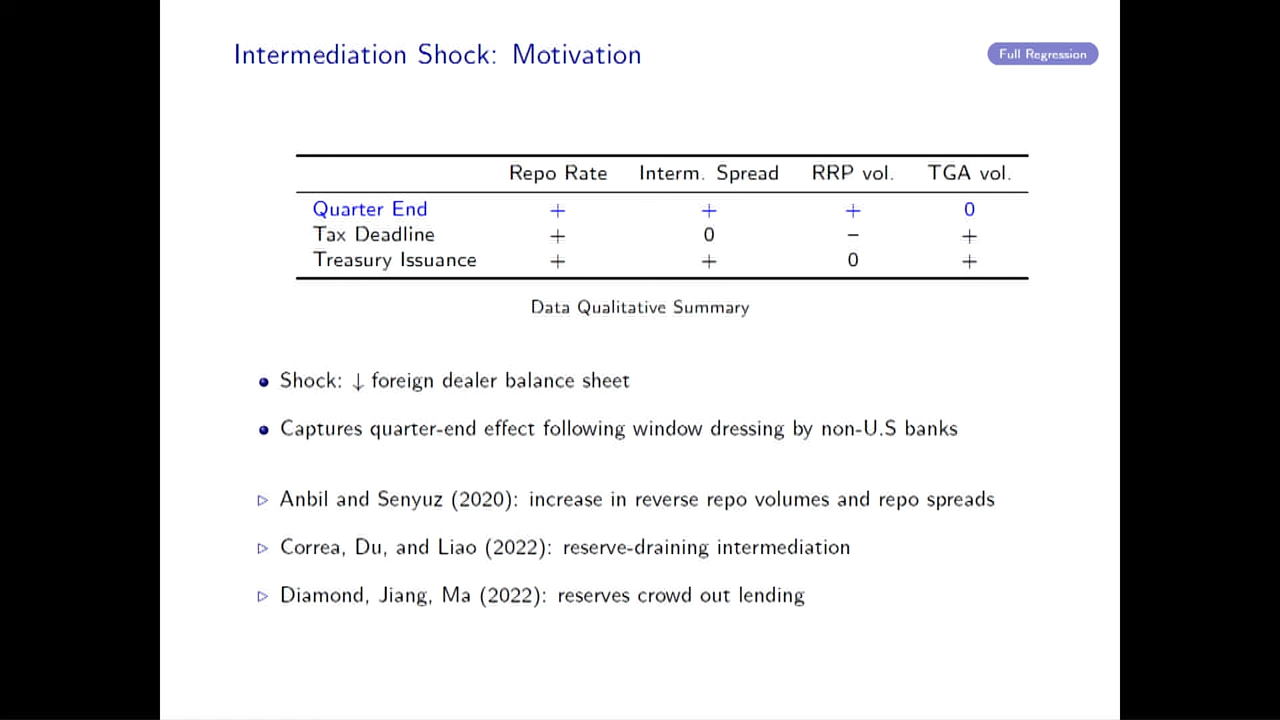 Intermediation Shock: Motivation
Full Regression
Repo Rate Interm. Spread RRP vol. TGA vol.
Quarter End + + + 0
Tax Deadline + 0 − +
Treasury Issuance + + 0 +
Data Qualitative Summary
Shock: ↓ foreign dealer balance sheet
Captures quarter-end effect following window dressing by non-U.S banks
Anbil and Senyuz (2020): increase in reverse repo volumes and repo spreads
Correa, Du, and Liao (2022): reserve-draining intermediation
Diamond, Jiang, Ma (2022): reserves crowd out lending